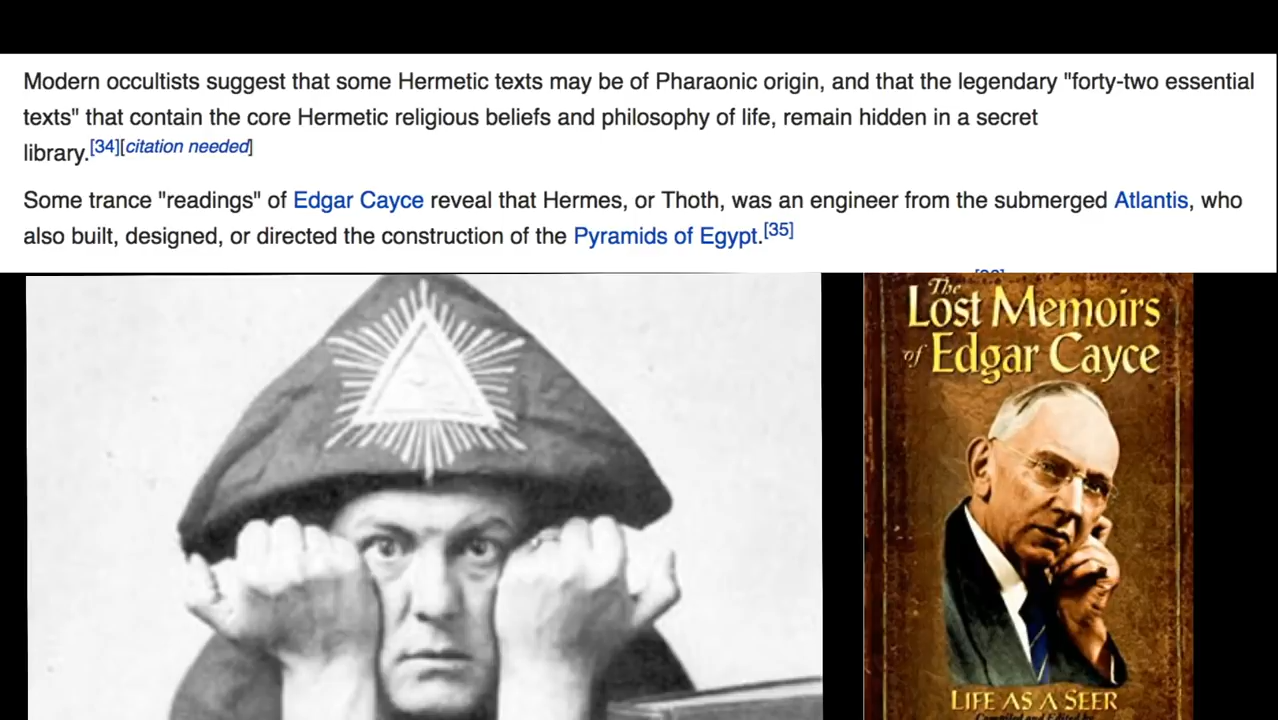 Modern occultists suggest that some Hermetic texts may be of Pharaonic origin, and that the legendary "forty-two essential
texts" that contain the core Hermetic religious beliefs and philosophy of life, remain hidden in a secret
library.[34][citation needed]
Some trance "readings" of Edgar Cayce reveal that Hermes, or Thoth, was an engineer from the submerged Atlantis, who
also built, designed, or directed the construction of the Pyramids of Egypt.[35]
The
Lost Memoirs
of Edgar Cayce
LIFE AS A SEER
Compiled and Edited by